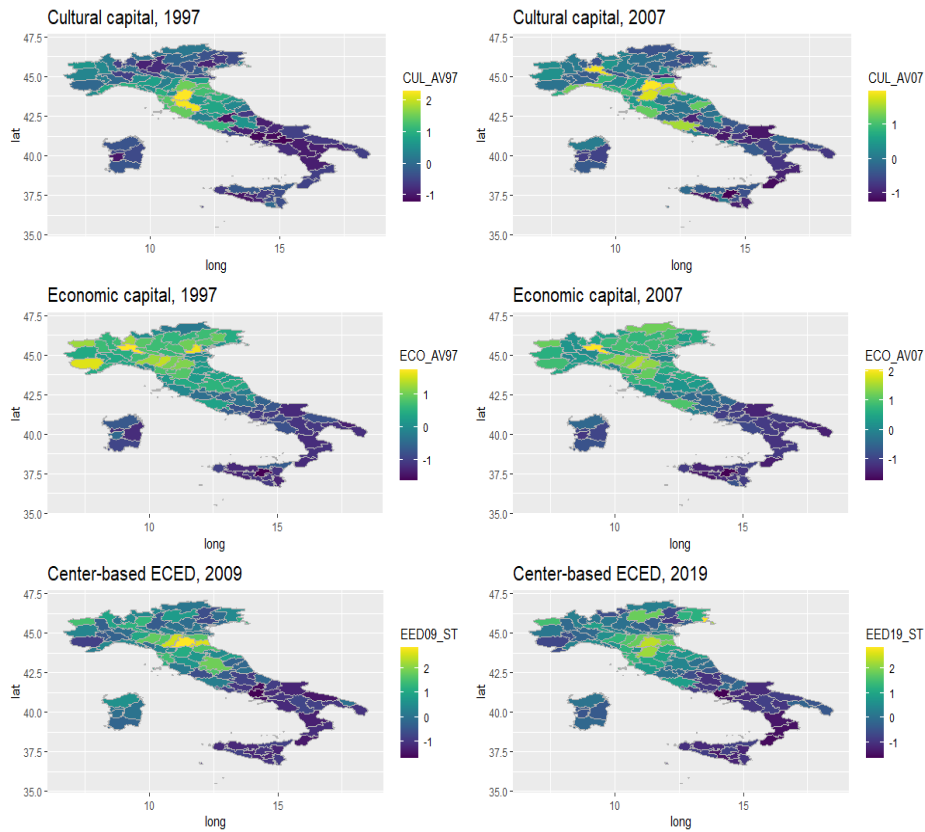 Cultural capital, 1997
47.5
45.0
42.5
40.0
37.5
35.0
lat
10
15
long
CUL_AV97
2
1
0
-1
Cultural capital, 2007
47.5
45.0
42.5
40.0
37.5
35.0
lat
10
15
long
CUL_AV07
2
1
0
-1
Economic capital, 1997
47.5
45.0
42.5
40.0
37.5
35.0
lat
10
15
long
ECO_AV97
1
0
-1
Economic capital, 2007
47.5
45.0
42.5
40.0
37.5
35.0
lat
10
15
long
ECO_AV07
2
1
0
-1
Center-based ECED, 2009
47.5
45.0
42.5
40.0
37.5
35.0
lat
10
15
long
EED09_ST
2
1
0
-1
Center-based ECED, 2019
47.5
45.0
42.5
40.0
37.5
35.0
lat
10
15
long
EED19_ST
2
1
0
-1